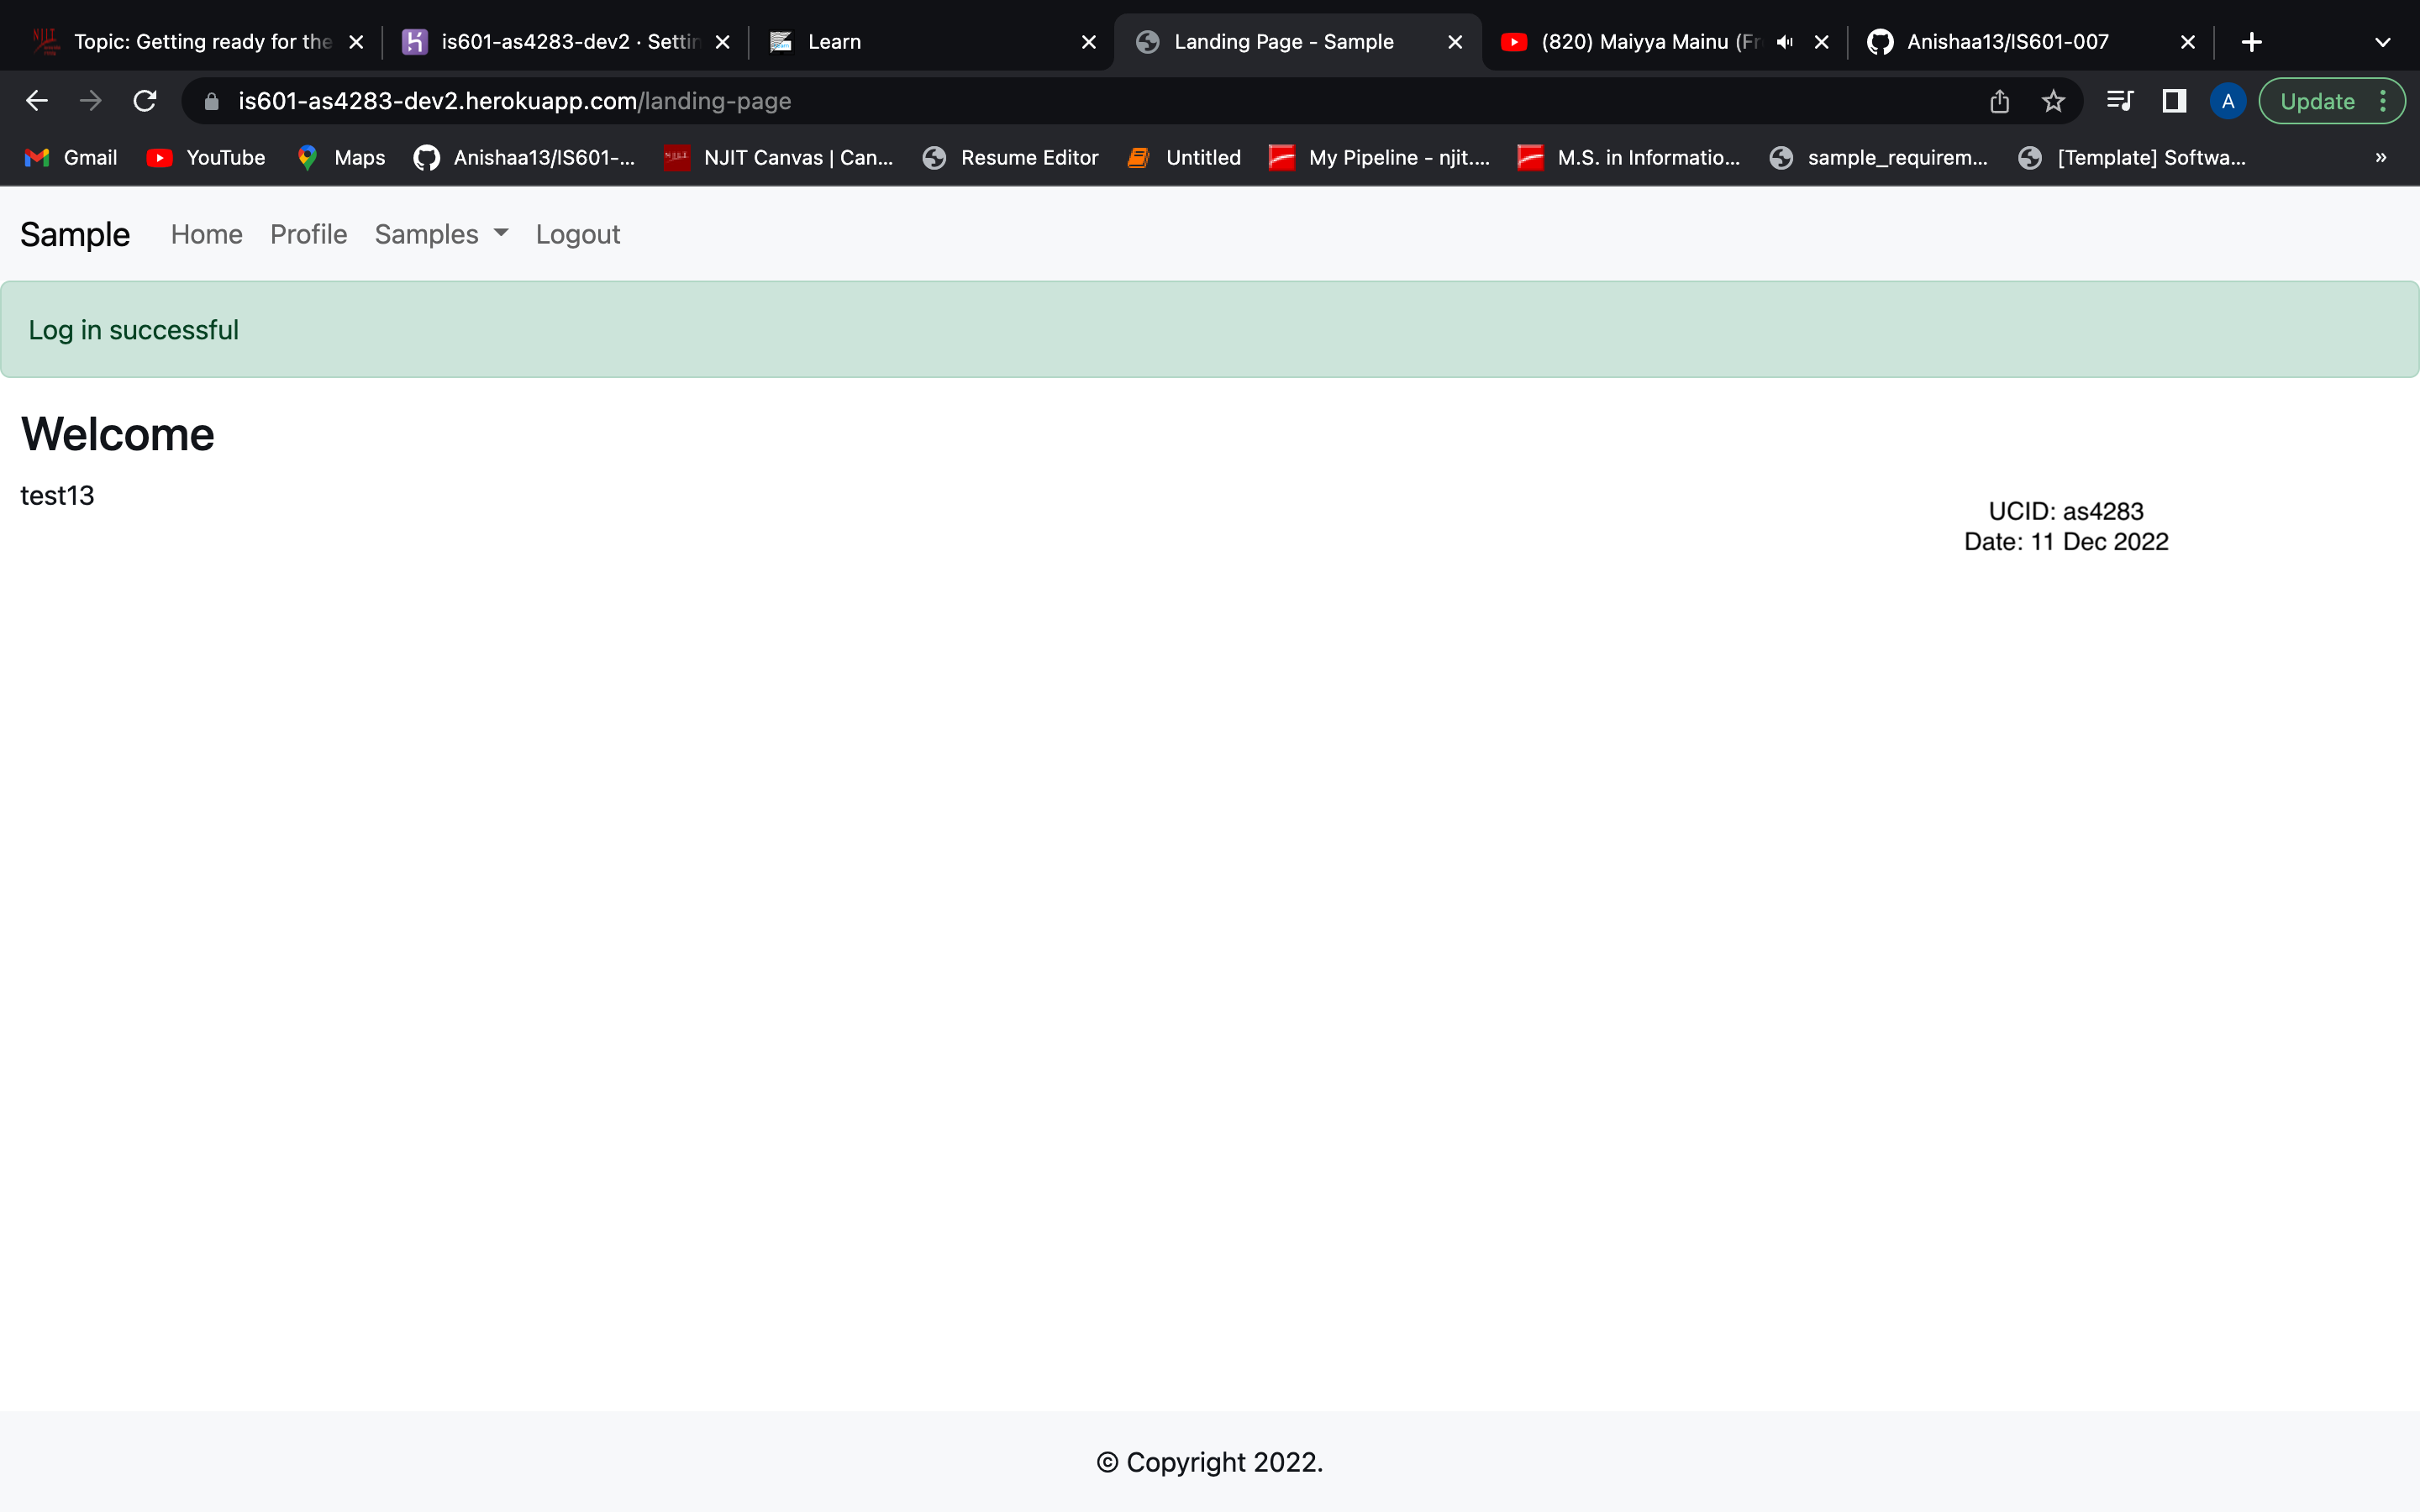 Topic: Getting ready for the
is601-as4283-dev2 · Settin
Learn
Landing Page - Sample
(820) Maiyya Mainu (Fr
Anishaa13/IS601-007
is601-as4283-dev2.herokuapp.com/landing-page
A
Update
Gmail
YouTube
Maps
Anishaa13/IS601-...
NJIT Canvas | Can...
Resume Editor
Untitled
My Pipeline - njit....
M.S. in Informatio...
sample_requirem...
[Template] Softwa...
»
Sample
Home
Profile
Samples
Logout
Log in successful
Welcome
test13
UCID: as4283
Date: 11 Dec 2022
© Copyright 2022.